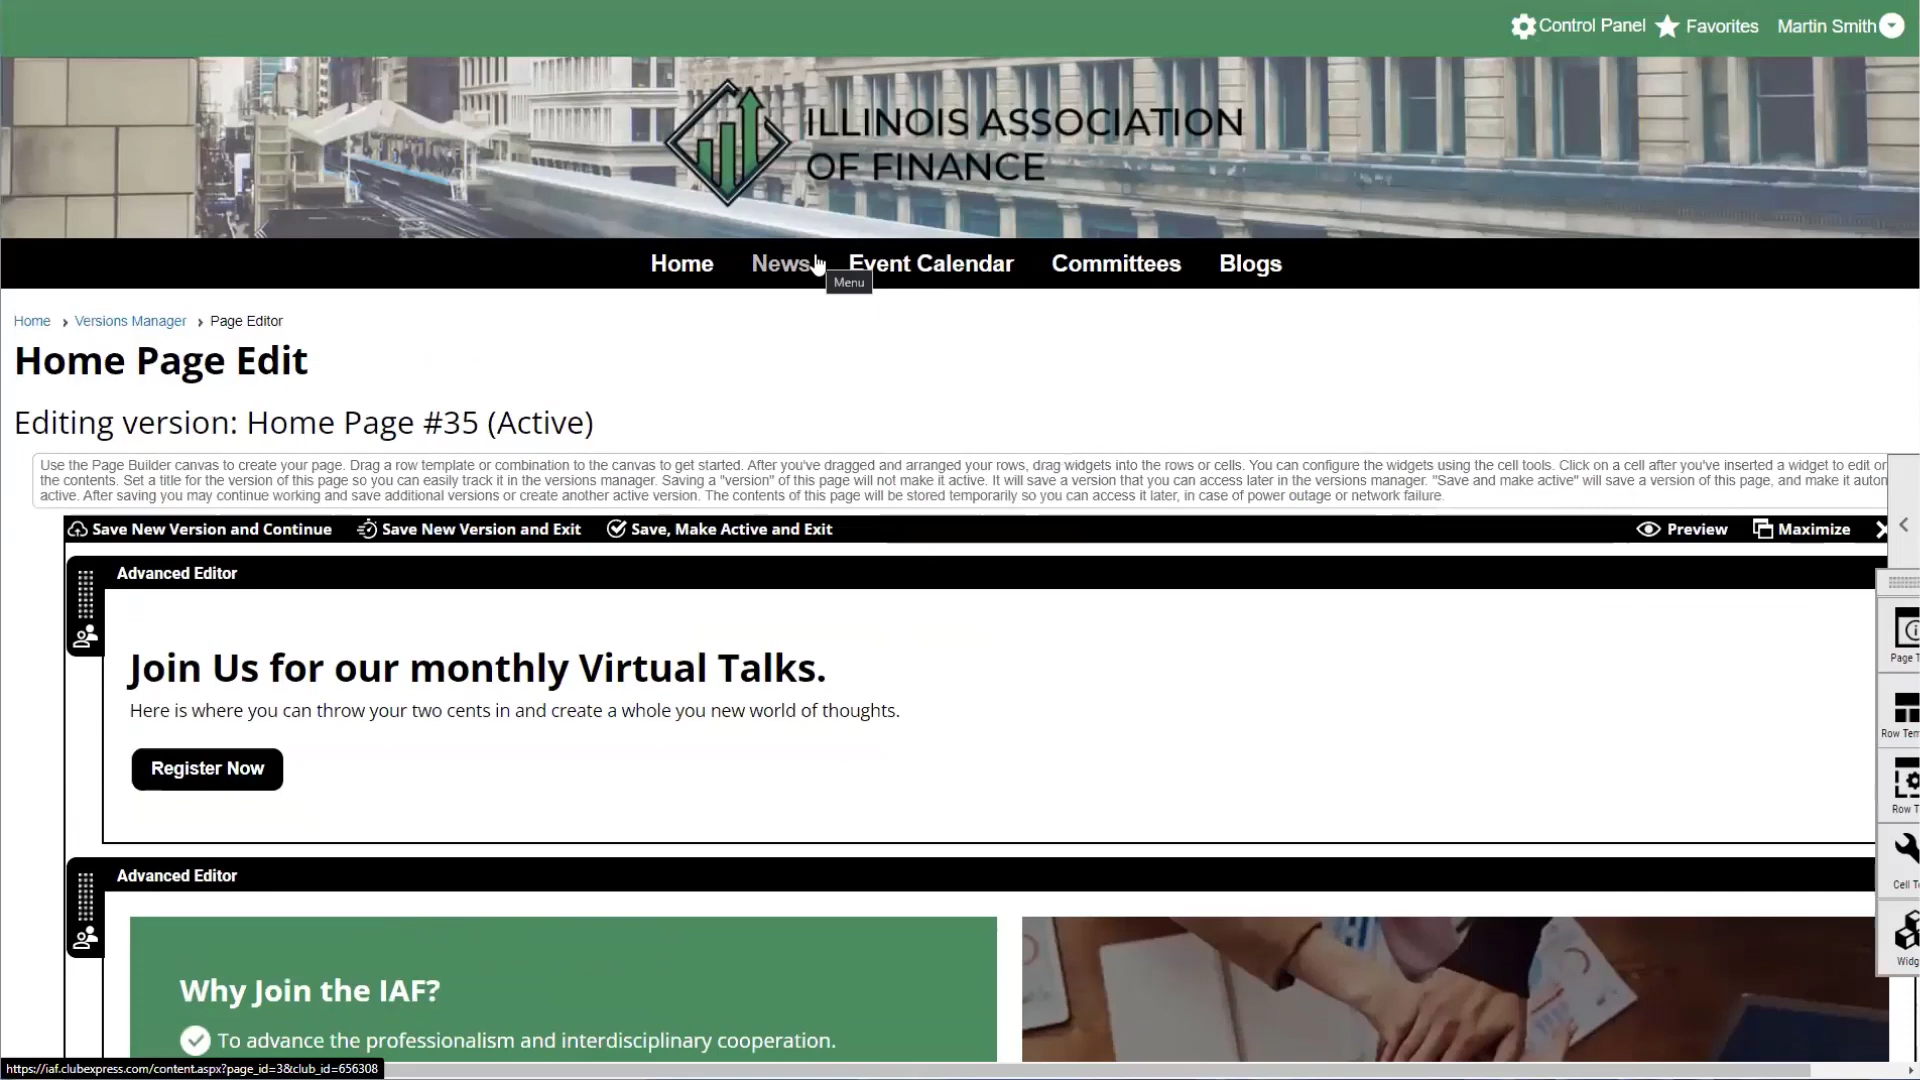 Control Panel Favorites Martin Smith
ILLINOIS ASSOCIATION
OF FINANCE
Home News Event Calendar Committees Blogs
Menu
Home › Versions Manager › Page Editor
Home Page Edit
Editing version: Home Page #35 (Active)
Use the Page Builder canvas to create your page. Drag a row template or combination to the canvas to get started. After you've dragged and arranged your rows, drag widgets into the rows or cells. You can configure the widgets using the cell tools. Click on a cell after you've inserted a widget to edit or
the contents. Set a title for the version of this page so you can easily track it in the versions manager. Saving a "version" of this page will not make it active. It will save a version that you can access later in the versions manager. "Save and make active" will save a version of this page, and make it auton
active. After saving you may continue working and save additional versions or create another active version. The contents of this page will be stored temporarily so you can access it later, in case of power outage or network failure.
Save New Version and Continue Save New Version and Exit Save, Make Active and Exit Preview Maximize
Advanced Editor
Join Us for our monthly Virtual Talks.
Here is where you can throw your two cents in and create a whole you new world of thoughts.
Register Now
Page T
Row Tem
Row T
Cell T
Widg
Advanced Editor
Why Join the IAF?
To advance the professionalism and interdisciplinary cooperation.
https://iaf.clubexpress.com/content.aspx?page_id=3&club_id=656308